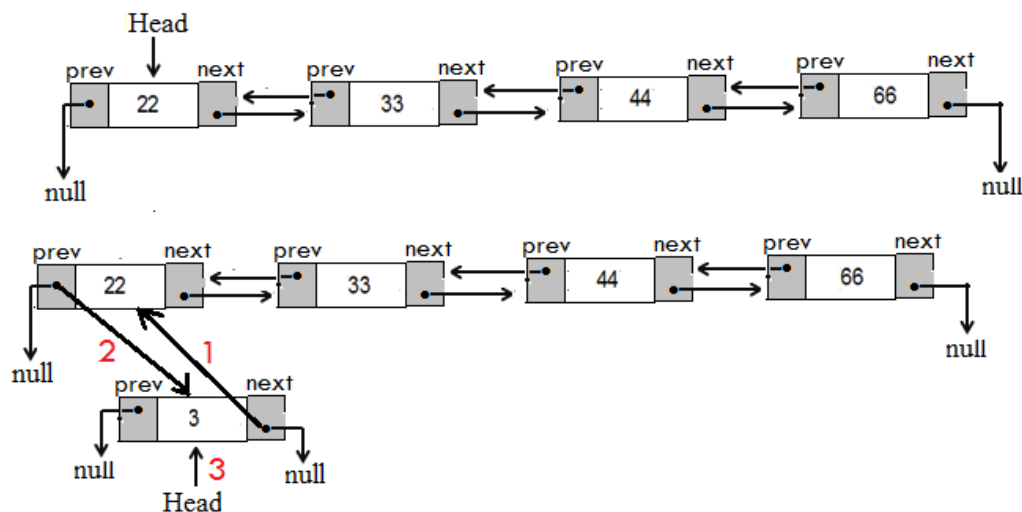 Head
prev next prev next prev next prev next
22 33 44 66
null null
prev next prev next prev next prev next
22 33 44 66
2 1
null null
prev next
3
null 3 null
Head